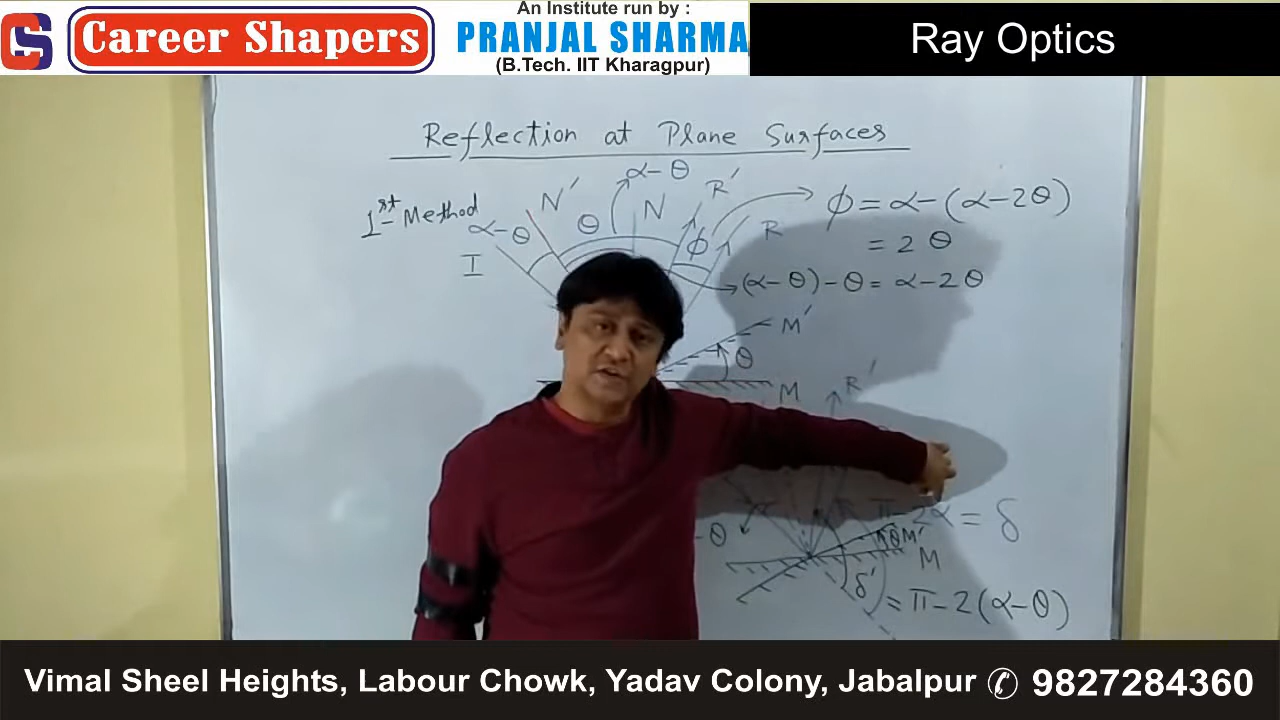 CS
Career Shapers
An Institute run by :
PRANJAL SHARMA
(B.Tech. IIT Kharagpur)
Ray Optics
Reflection at Plane Surfaces
1st Method
α-θ
I
N'
θ
α-θ
N
R'
ϕ
R
ϕ = α-(α-2θ)
= 2θ
(α-θ)-θ = α-2θ
M'
θ
M
R'
π-2α = δ
-θ
θ
M'
M
δ' = π-2(α-θ)
Vimal Sheel Heights, Labour Chowk, Yadav Colony, Jabalpur ✆ 9827284360